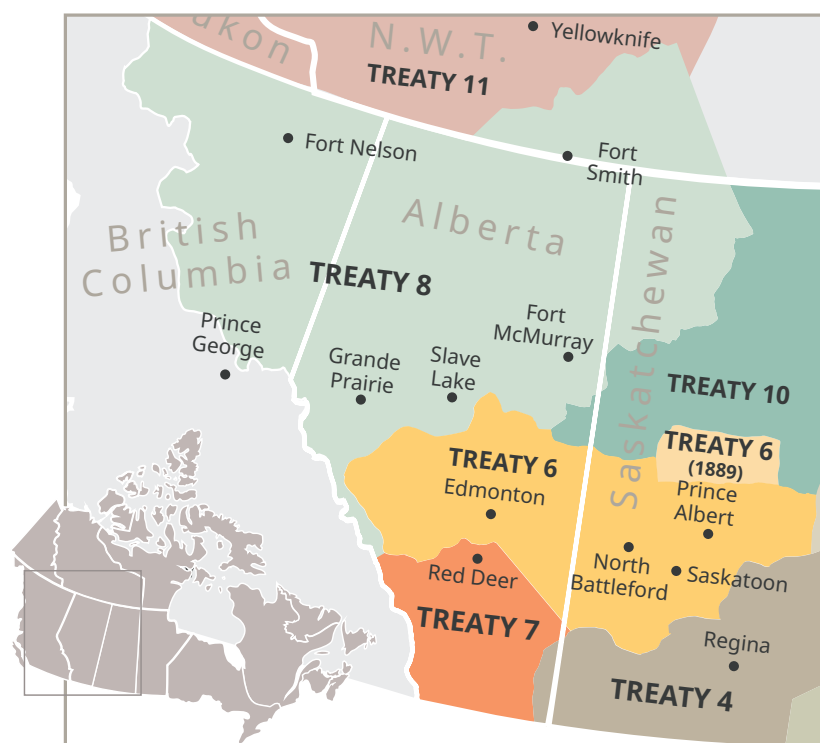 ukon
N.W.T.
Yellowknife
TREATY 11
Fort Nelson
Fort
Smith
British
Columbia
Alberta
Saskatchewan
TREATY 8
Prince
George
Fort
McMurray
Grande
Prairie
Slave
Lake
TREATY 10
TREATY 6
(1889)
TREATY 6
Edmonton
Prince
Albert
Red Deer
North
Battleford
Saskatoon
TREATY 7
Regina
TREATY 4